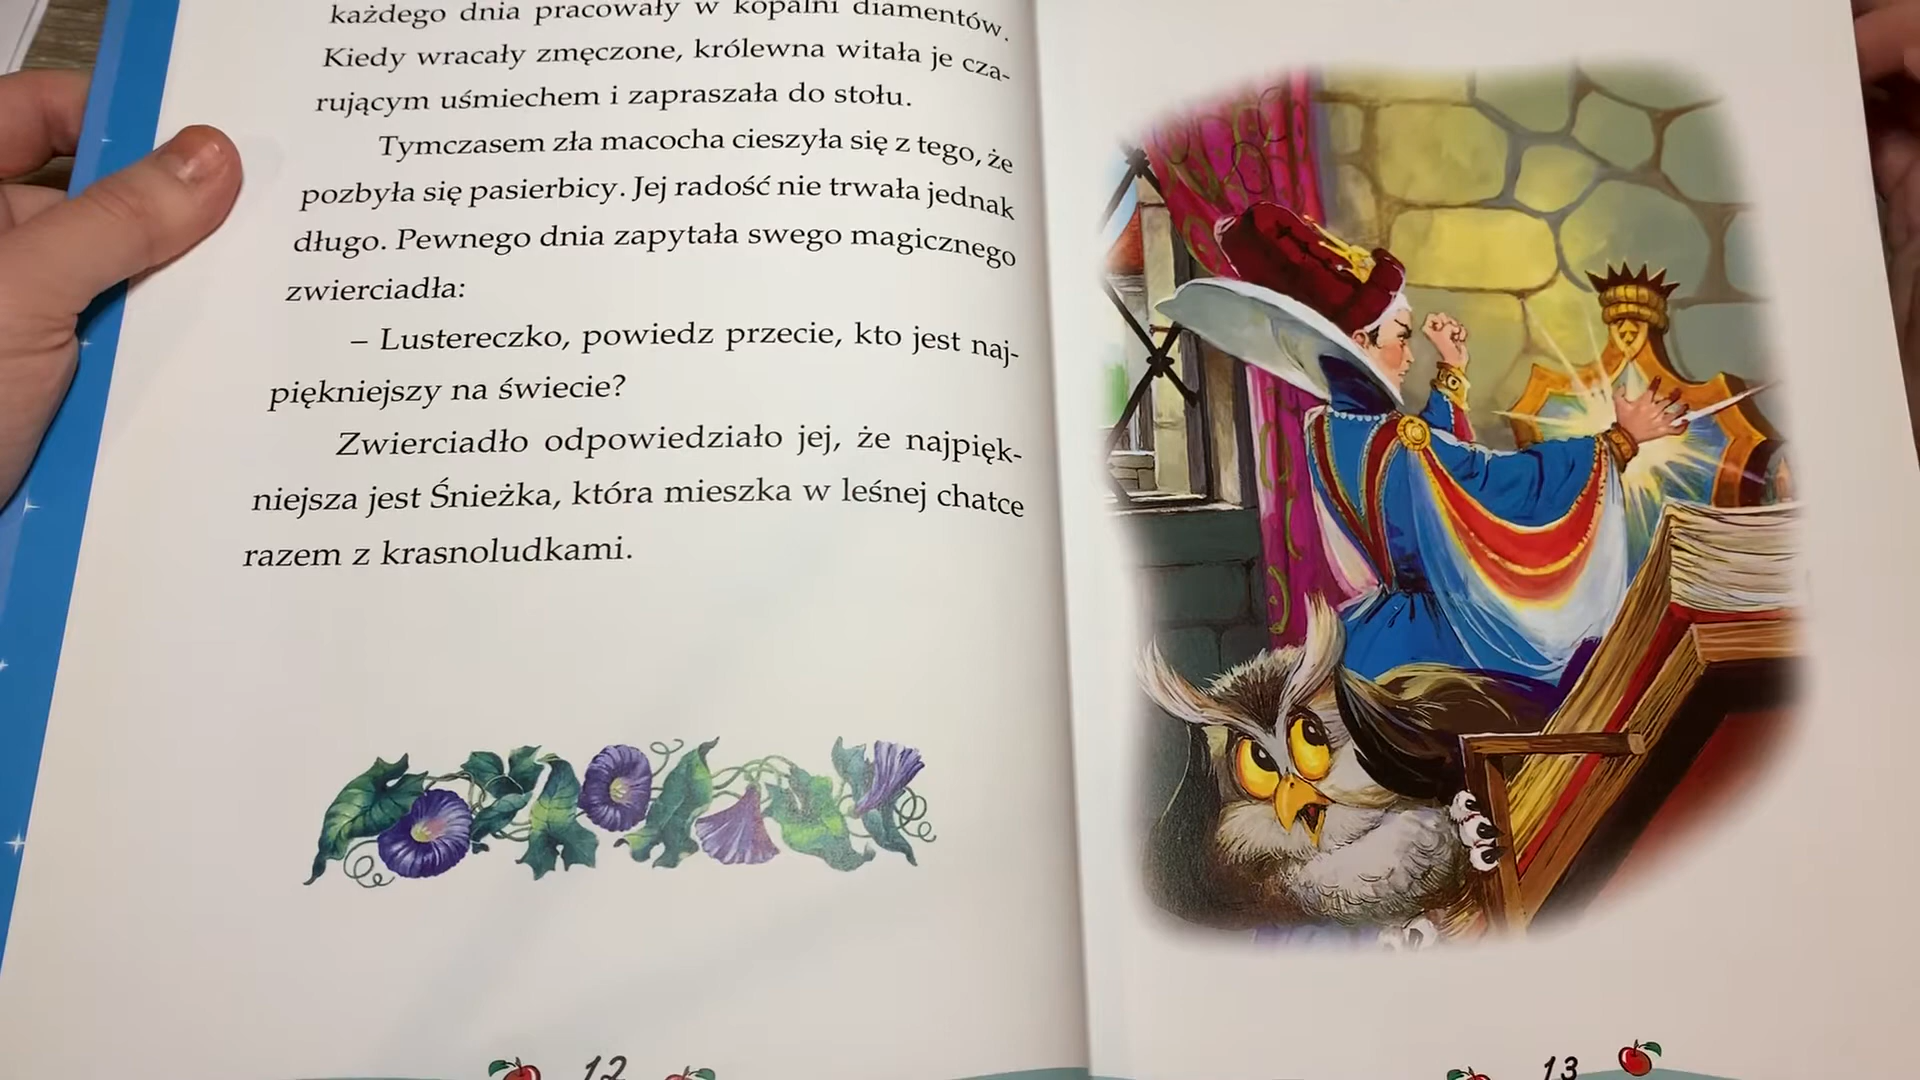 każdego dnia pracowały w kopalni diamentów.
Kiedy wracały zmęczone, królewna witała je cza-
rującym uśmiechem i zapraszała do stołu.
Tymczasem zła macocha cieszyła się z tego, że
pozbyła się pasierbicy. Jej radość nie trwała jednak
długo. Pewnego dnia zapytała swego magicznego
zwierciadła:
– Lustereczko, powiedz przecie, kto jest naj-
piękniejszy na świecie?
Zwierciadło odpowiedziało jej, że najpięk-
niejsza jest Śnieżka, która mieszka w leśnej chatce
razem z krasnoludkami.
12
13